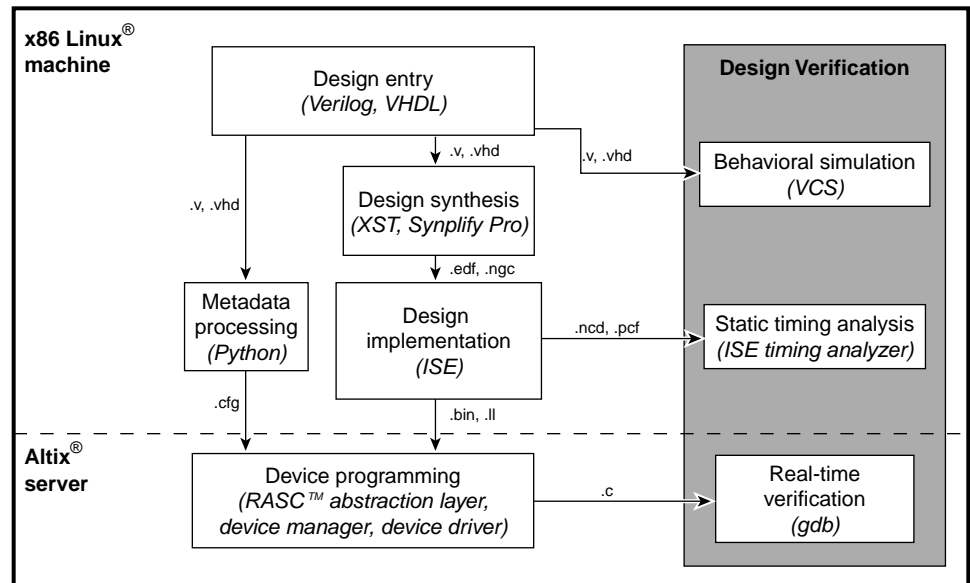 x86 Linux®
machine
Design entry
(Verilog, VHDL)
Design Verification
.v, .vhd
.v, .vhd
.v, .vhd
Behavioral simulation
(VCS)
Design synthesis
(XST, Synplify Pro)
.edf, .ngc
Metadada
processing
(Python)
Design
implementation
(ISE)
.ncd, .pcf
Static timing analysis
(ISE timing analyzer)
.cfg
.bin, .ll
Altix®
server
Device programming
(RASC™ abstraction layer,
device manager, device driver)
.c
Real-time
verification
(gdb)